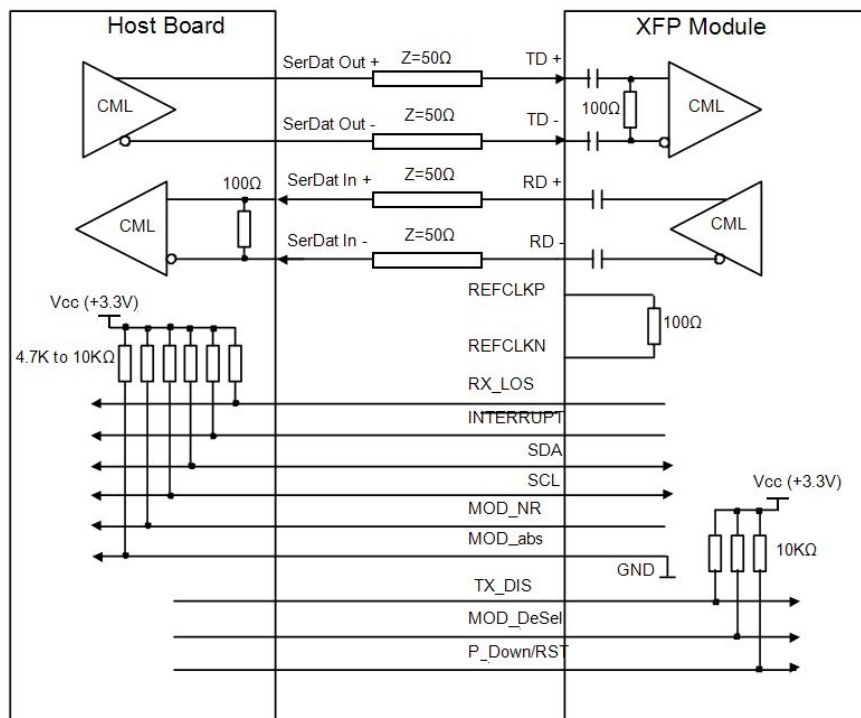 Host Board
XFP Module
SerDat Out +
Z=50Ω
TD +
CML
100Ω
CML
SerDat Out -
Z=50Ω
TD -
100Ω
SerDat In +
Z=50Ω
RD +
CML
CML
SerDat In -
Z=50Ω
RD -
REFCLKP
Vcc (+3.3V)
100Ω
4.7K to 10KΩ
REFCLKN
RX_LOS
INTERRUPT
SDA
SCL
Vcc (+3.3V)
MOD_NR
MOD_abs
10KΩ
GND
TX_DIS
MOD_DeSel
P_Down/RST